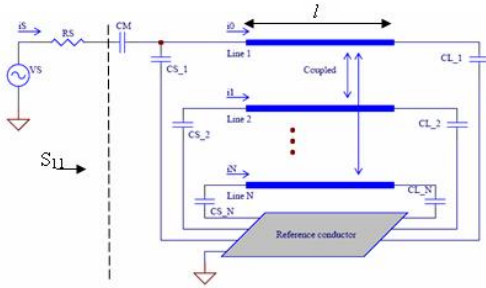 l
iS
RS
CM
i0
Line 1
CS_1
CL_1
VS
Coupled
i1
Line 2
CS_2
CL_2
S11
iN
Line N
CS_N
CL_N
Reference conductor